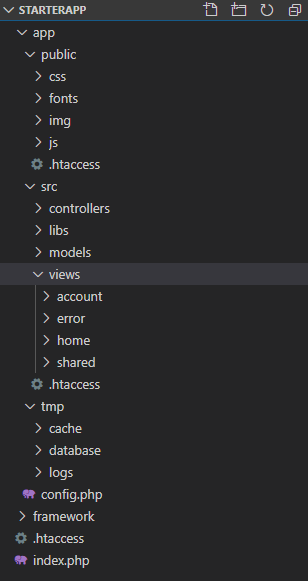 STARTERAPP
app
public
css
fonts
img
js
.htaccess
src
controllers
libs
models
views
account
error
home
shared
.htaccess
tmp
cache
database
logs
config.php
framework
.htaccess
index.php